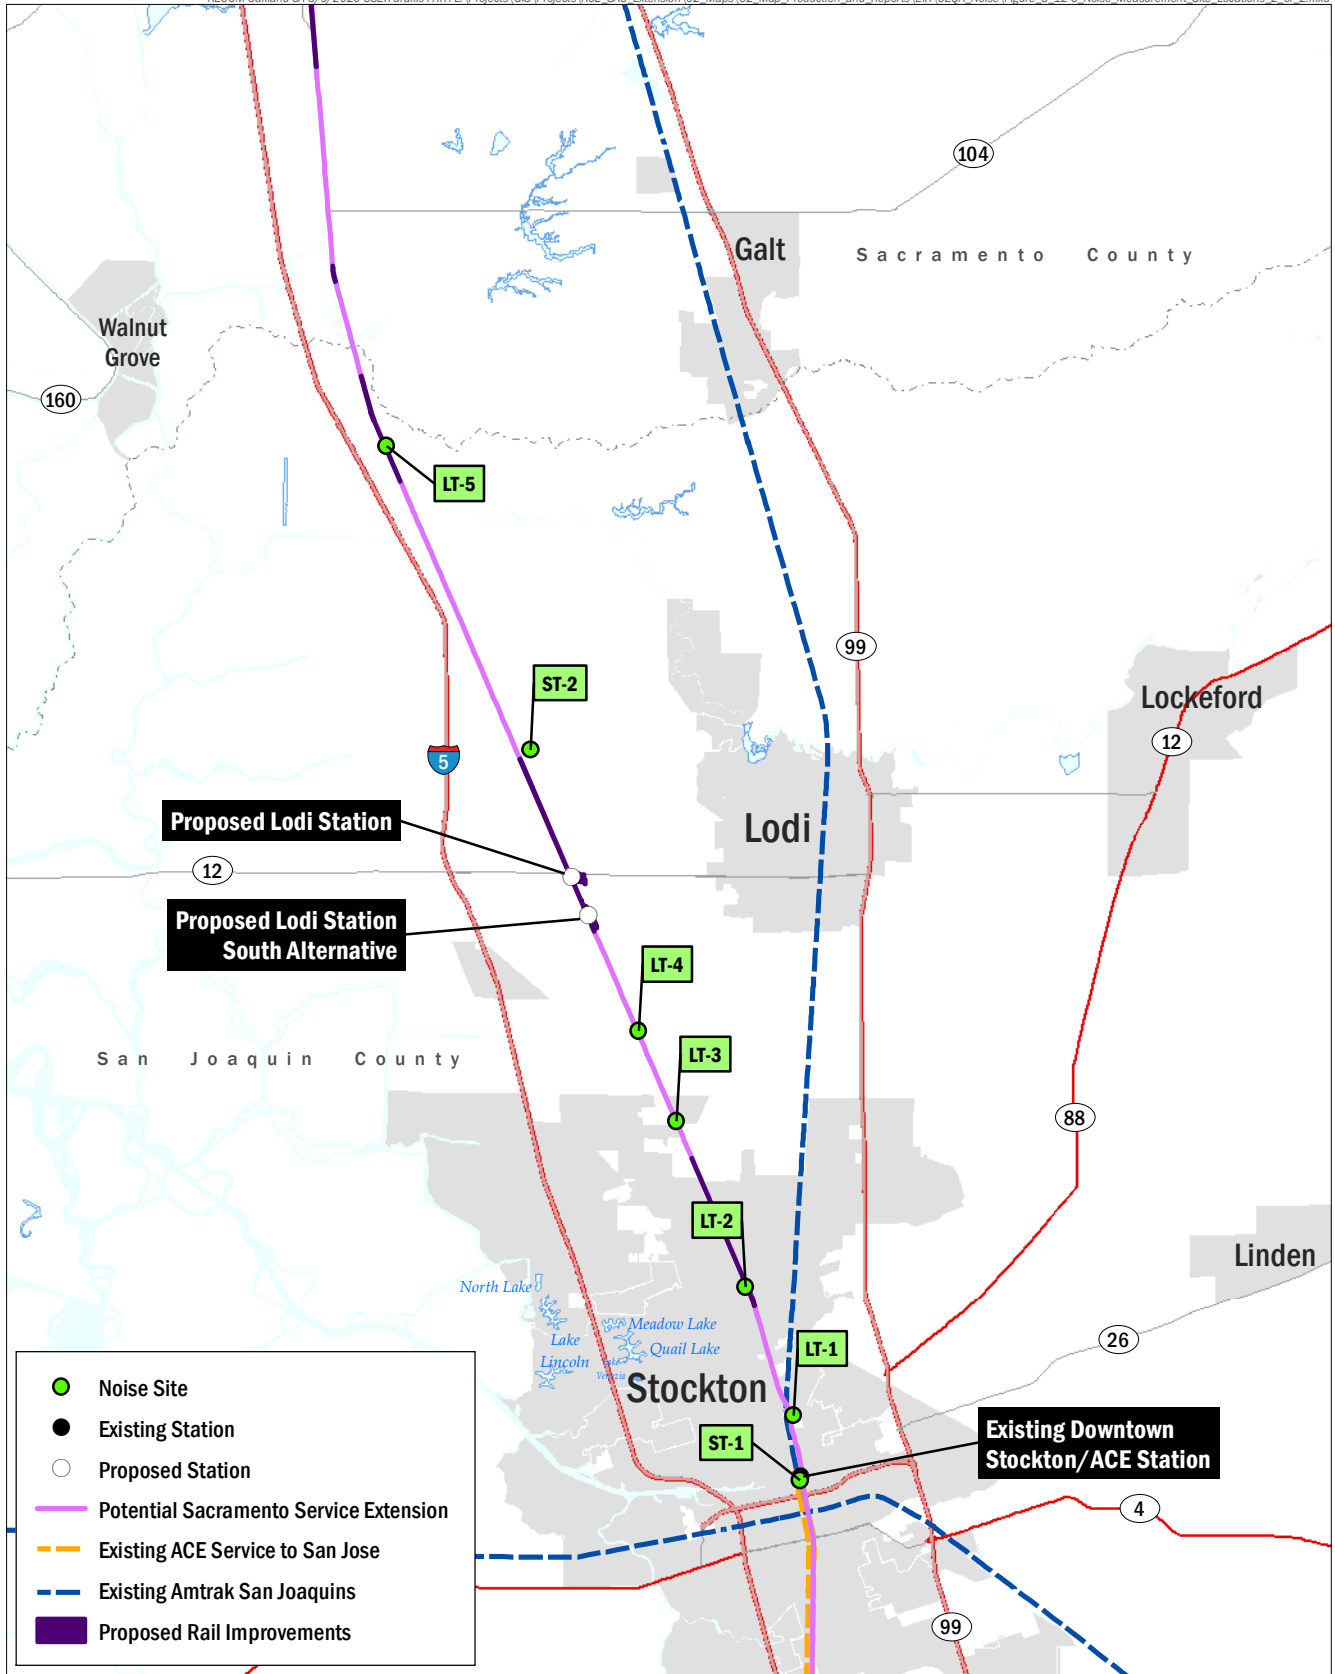 104
Galt
Sacramento County
Walnut
Grove
160
LT-5
99
ST-2
Lockeford
12
5
Proposed Lodi Station
Lodi
12
Proposed Lodi Station
South Alternative
LT-4
San Joaquin County
LT-3
88
LT-2
Linden
North Lake
Meadow Lake
Lake
Lincoln
Quail Lake
26
LT-1
Stockton
ST-1
Existing Downtown
Stockton/ACE Station
4
99
Noise Site
Existing Station
Proposed Station
Potential Sacramento Service Extension
Existing ACE Service to San Jose
Existing Amtrak San Joaquins
Proposed Rail Improvements